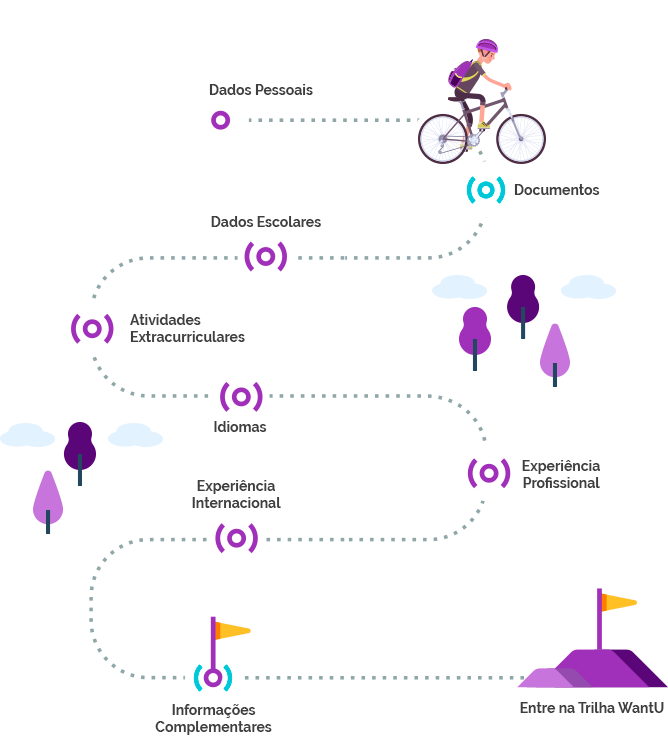 Dados Pessoais
Documentos
Dados Escolares
Atividades
Extracurriculares
Idiomas
Experiência
Profissional
Experiência
Internacional
Informações
Complementares
Entre na Trilha WantU